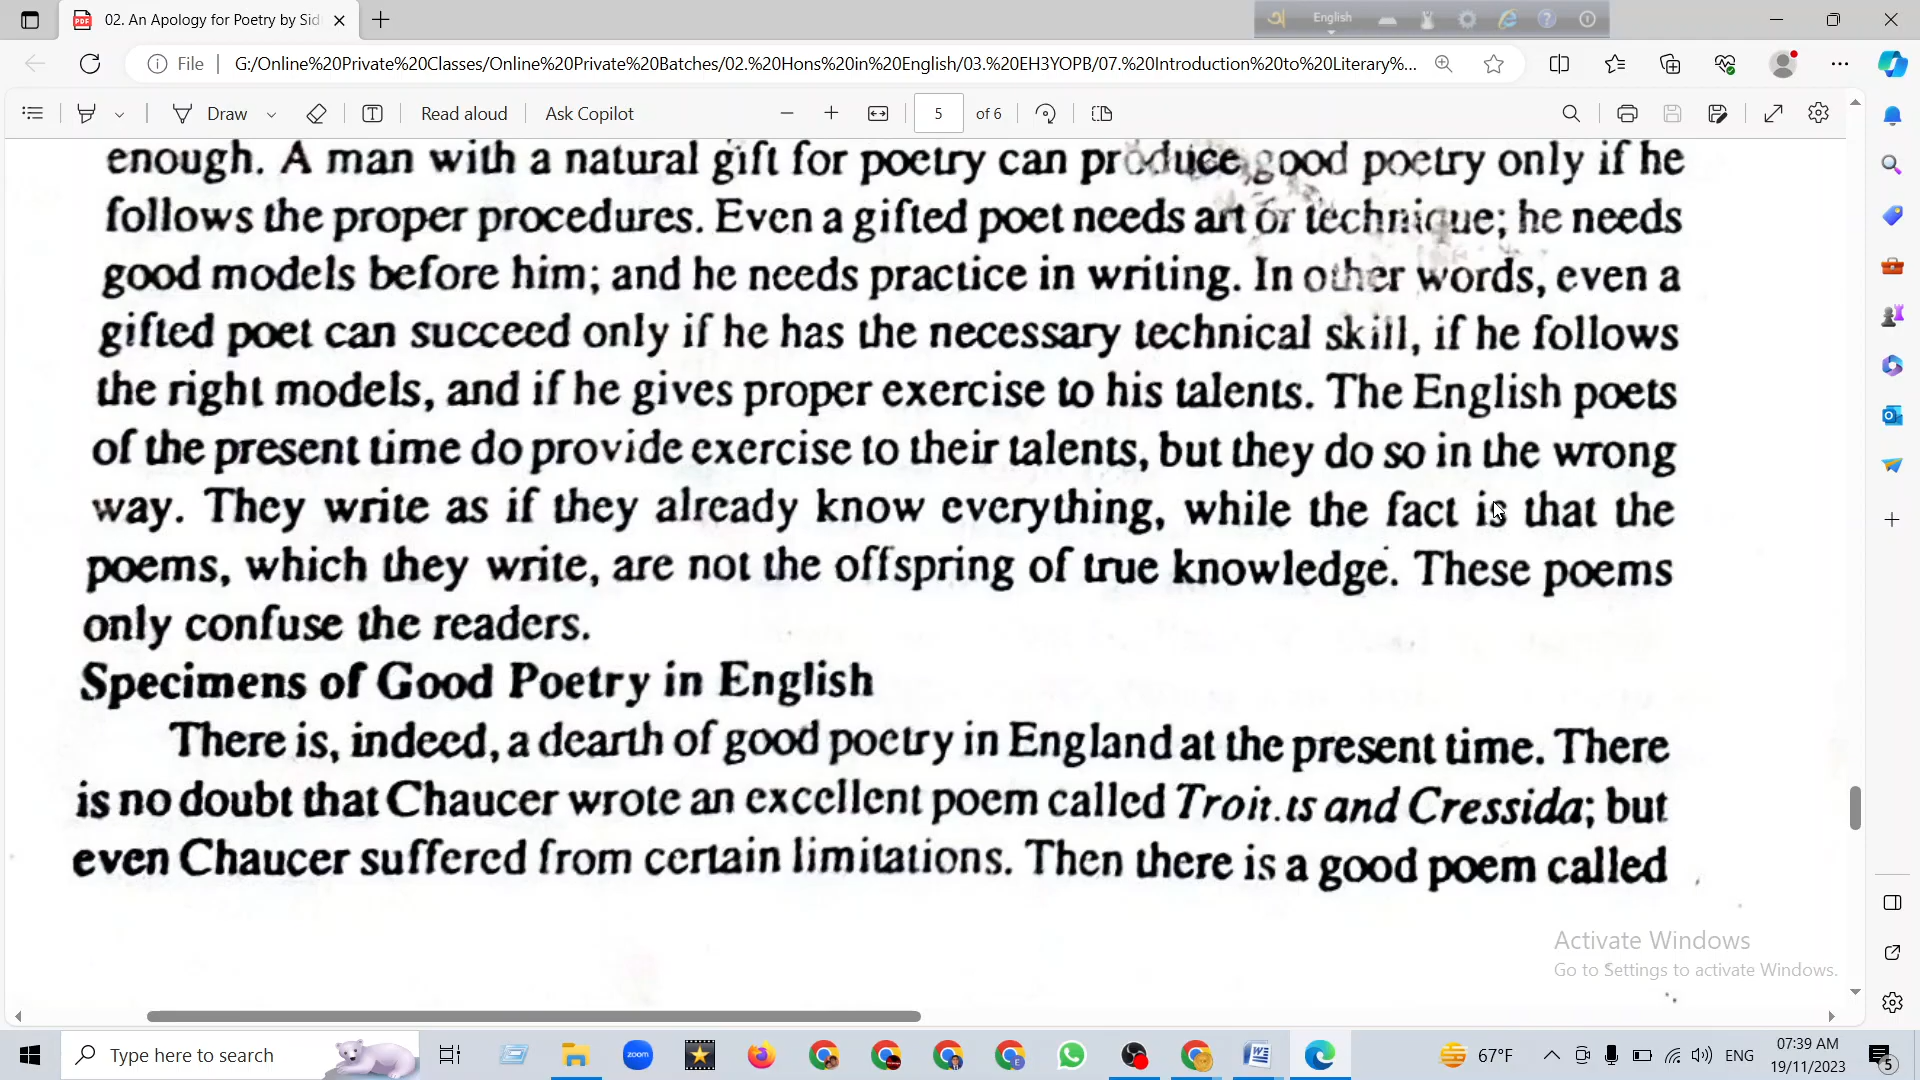 02. An Apology for Poetry by Sid
English
File
G:/Online%20Private%20Classes/Online%20Private%20Batches/02.%20Hons%20in%20English/03.%20EH3YOPB/07.%20Introduction%20to%20Literary%...
Draw
Read aloud
Ask Copilot
5 of 6
enough. A man with a natural gift for poetry can produce good poetry only if he
follows the proper procedures. Even a gifted poet needs art or technique; he needs
good models before him; and he needs practice in writing. In other words, even a
gifted poet can succeed only if he has the necessary technical skill, if he follows
the right models, and if he gives proper exercise to his talents. The English poets
of the present time do provide exercise to their talents, but they do so in the wrong
way. They write as if they already know everything, while the fact is that the
poems, which they write, are not the offspring of true knowledge. These poems
only confuse the readers.
Specimens of Good Poetry in English
There is, indeed, a dearth of good poetry in England at the present time. There
is no doubt that Chaucer wrote an excellent poem called and Cressida; but
even Chaucer suffered from certain limitations. Then there is a good poem called
Activate Windows
Go to Settings to activate Windows.
Type here to search
zoom
67°F
ENG
07:39 AM
19/11/2023
5